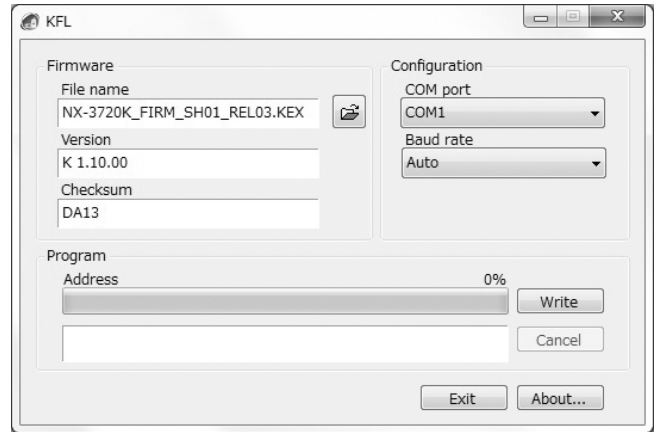 KFL
Firmware
File name
NX-3720K_FIRM_SH01_REL03.KEX
Version
K 1.10.00
Checksum
DA13
Configuration
COM port
COM1
Baud rate
Auto
Program
Address 0%
Write
Cancel
Exit About...